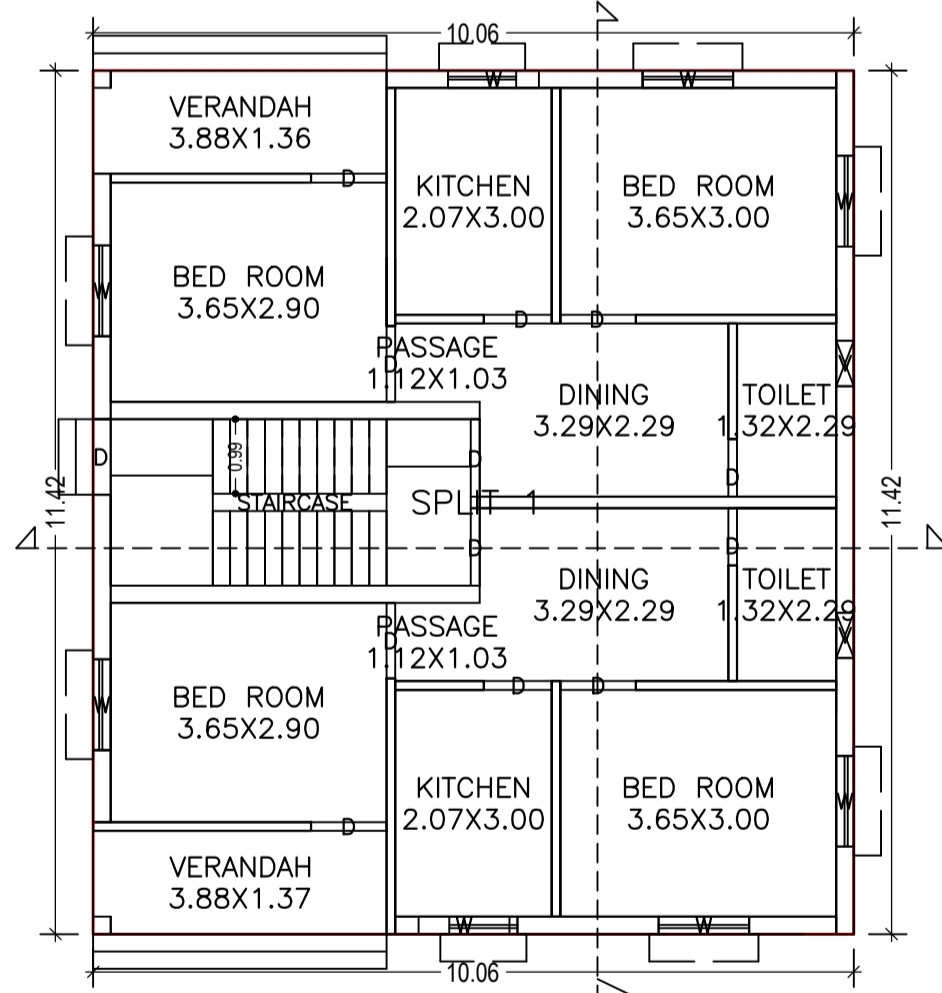 10.06
VERANDAH
3.88X1.36
W
W
D
KITCHEN
2.07X3.00
BED ROOM
3.65X3.00
W
BED ROOM
3.65X2.90
W
D
D
PASSAGE
1.12X1.03
D
DINING
3.29X2.29
TOILET
1.32X2.29
D
0.99
D
D
11.42
STAIRCASE
SPLIT 1
11.42
D
D
DINING
3.29X2.29
TOILET
1.32X2.29
PASSAGE
1.12X1.03
D
D
D
BED ROOM
3.65X2.90
W
KITCHEN
2.07X3.00
BED ROOM
3.65X3.00
W
D
VERANDAH
3.88X1.37
W
W
10.06